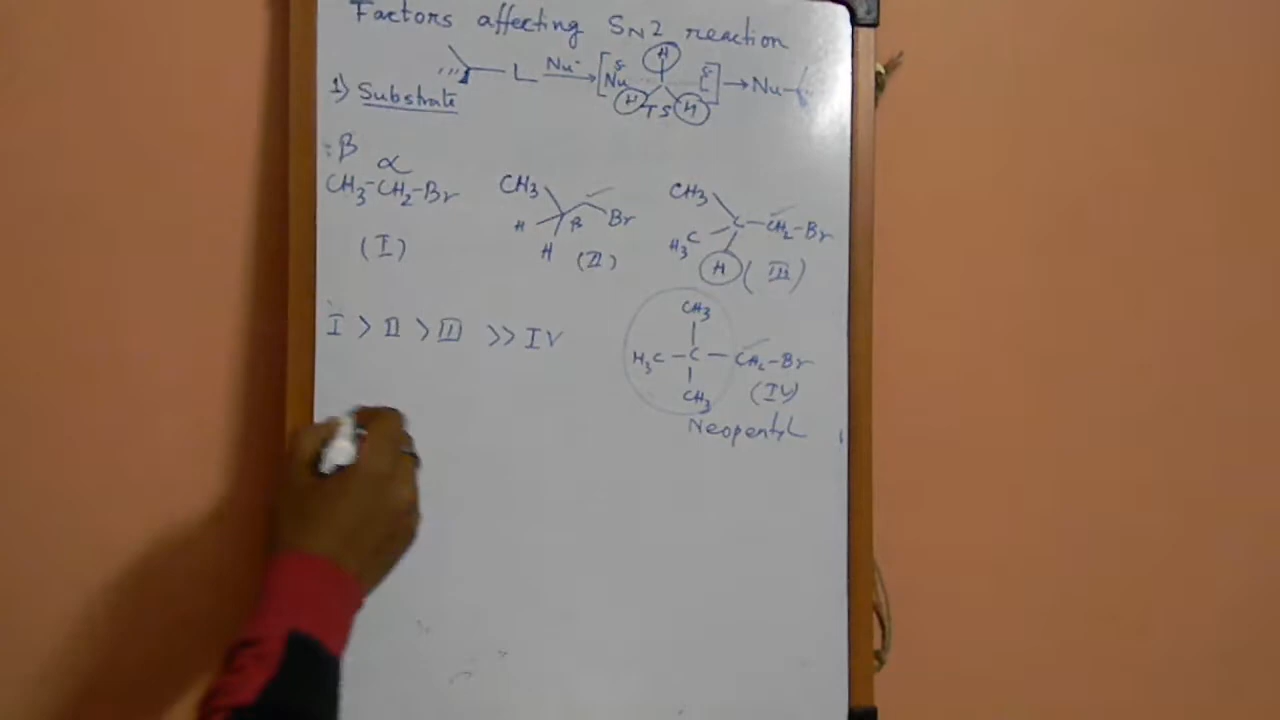 Factors affecting SN2 reaction
L Nu⁻ → [Nu δ H H H δ] TS → Nu
1) Substrate
β α
CH3-CH2-Br
(I)
CH3 H H β Br
(II)
CH3 H3C C H CH2-Br
(III)
I > II > III >> IV
CH3
H3C-C-CH2-Br
CH3
(IV)
Neopentyl